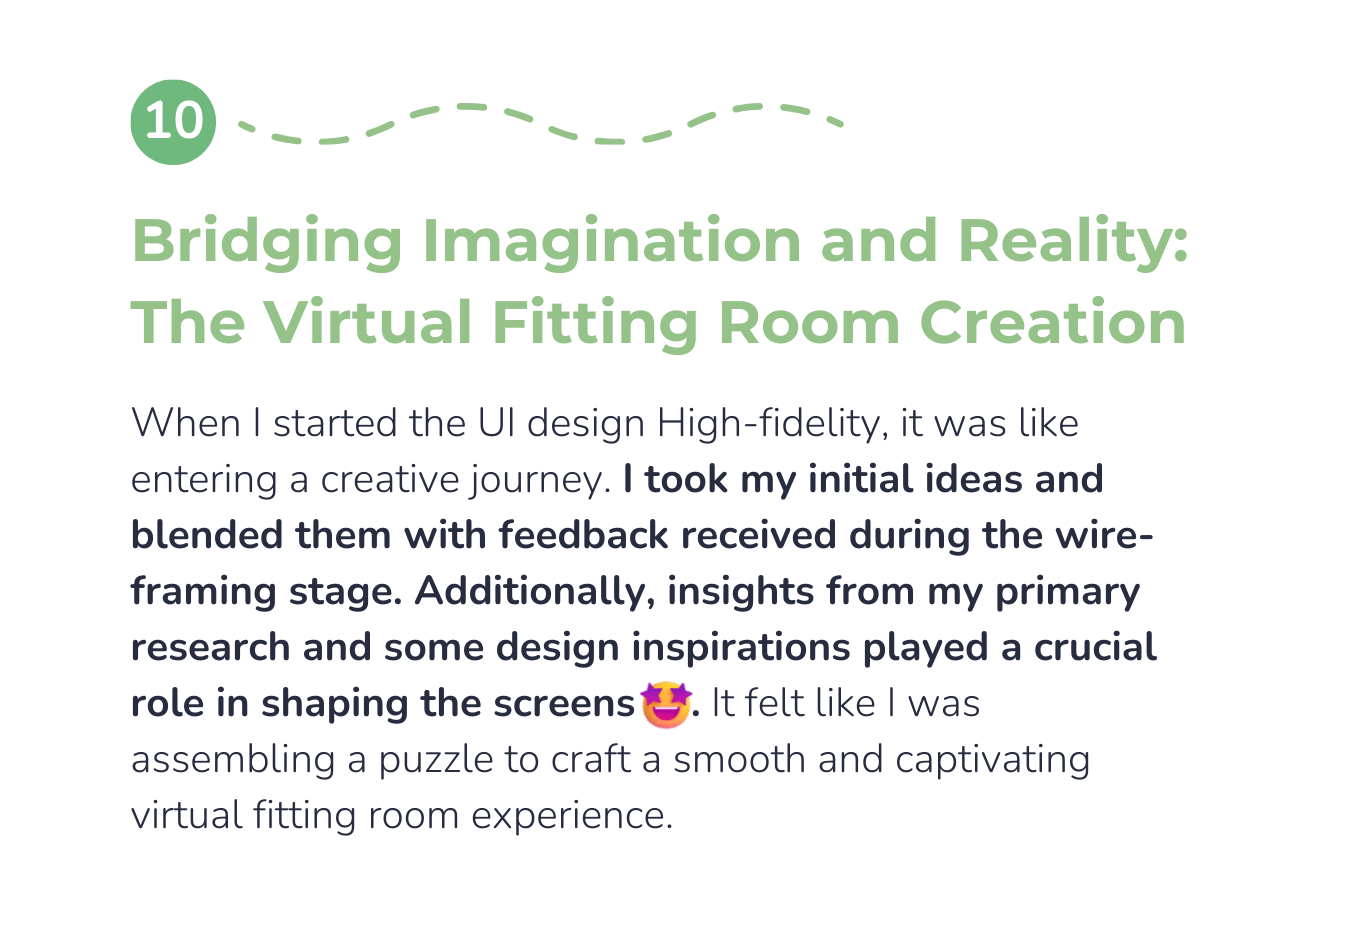 10
Bridging Imagination and Reality:
The Virtual Fitting Room Creation
When I started the UI design High-fidelity, it was like
entering a creative journey. I took my initial ideas and
blended them with feedback received during the wire-
framing stage. Additionally, insights from my primary
research and some design inspirations played a crucial
role in shaping the screens🤩. It felt like I was
assembling a puzzle to craft a smooth and captivating
virtual fitting room experience.